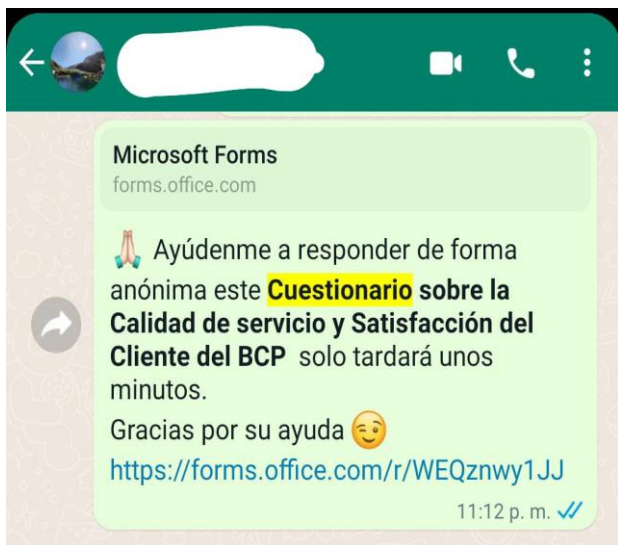 Microsoft Forms
forms.office.com
🙏 Ayúdenme a responder de forma
anónima este Cuestionario sobre la
Calidad de servicio y Satisfacción del
Cliente del BCP solo tardará unos
minutos.
Gracias por su ayuda 😉
https://forms.office.com/r/WEQznwy1JJ
11:12 p. m.